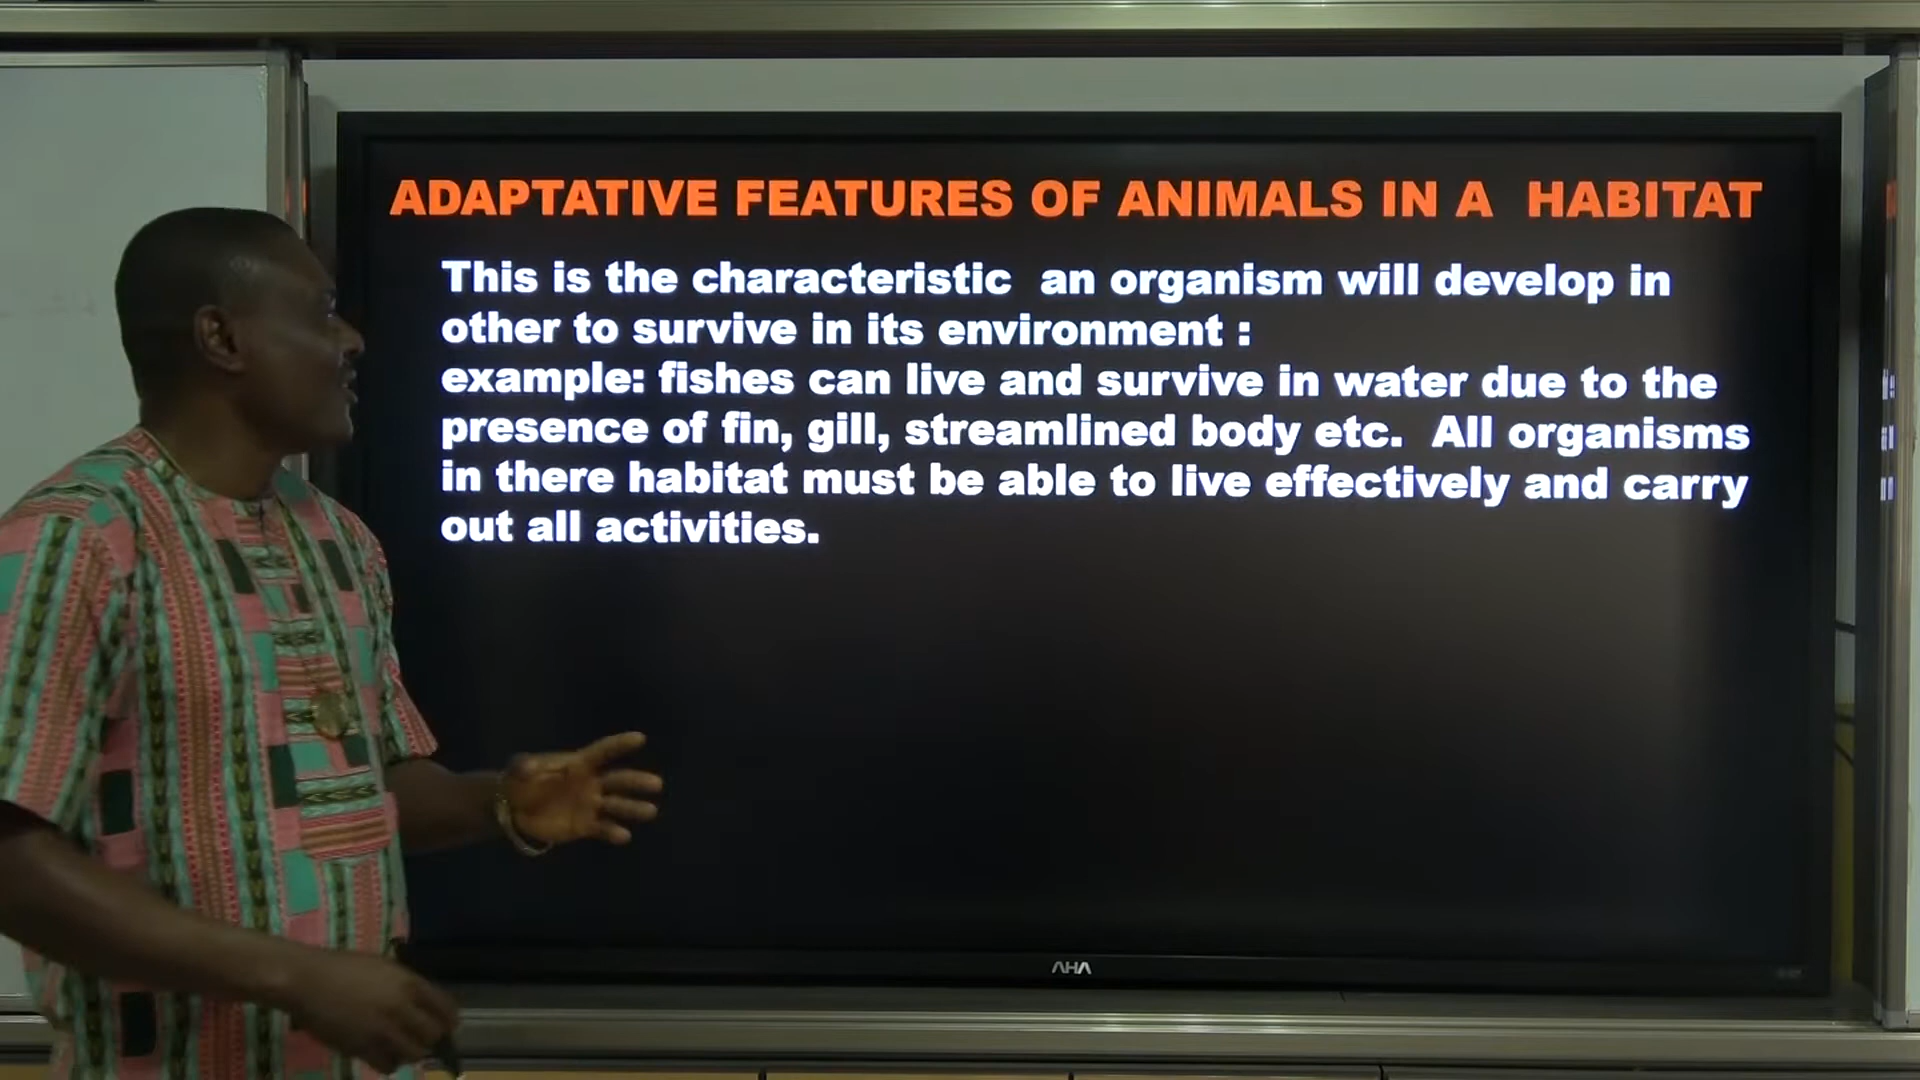 ADAPTATIVE FEATURES OF ANIMALS IN A HABITAT
This is the characteristic an organism will develop in
other to survive in its environment :
example: fishes can live and survive in water due to the
presence of fin, gill, streamlined body etc. All organisms
in there habitat must be able to live effectively and carry
out all activities.
AHA